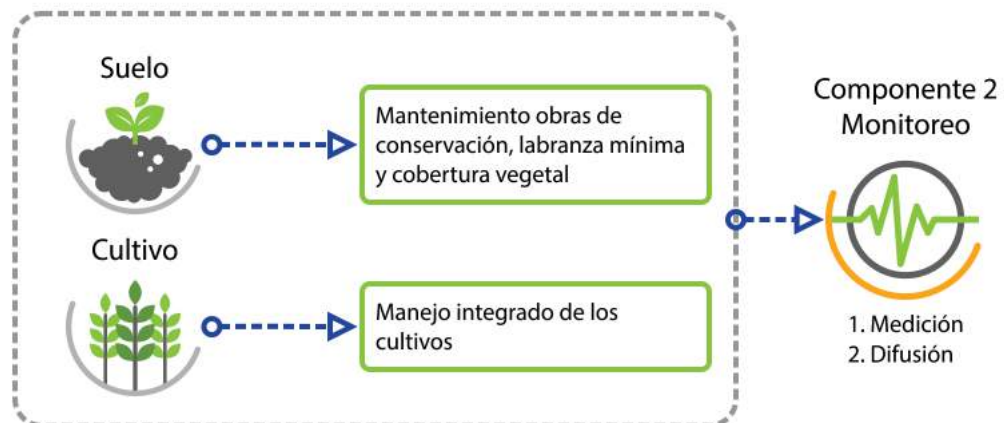 Suelo
Mantenimiento obras de
conservación, labranza mínima
y cobertura vegetal
Cultivo
Manejo integrado de los
cultivos
Componente 2
Monitoreo
1. Medición
2. Difusión